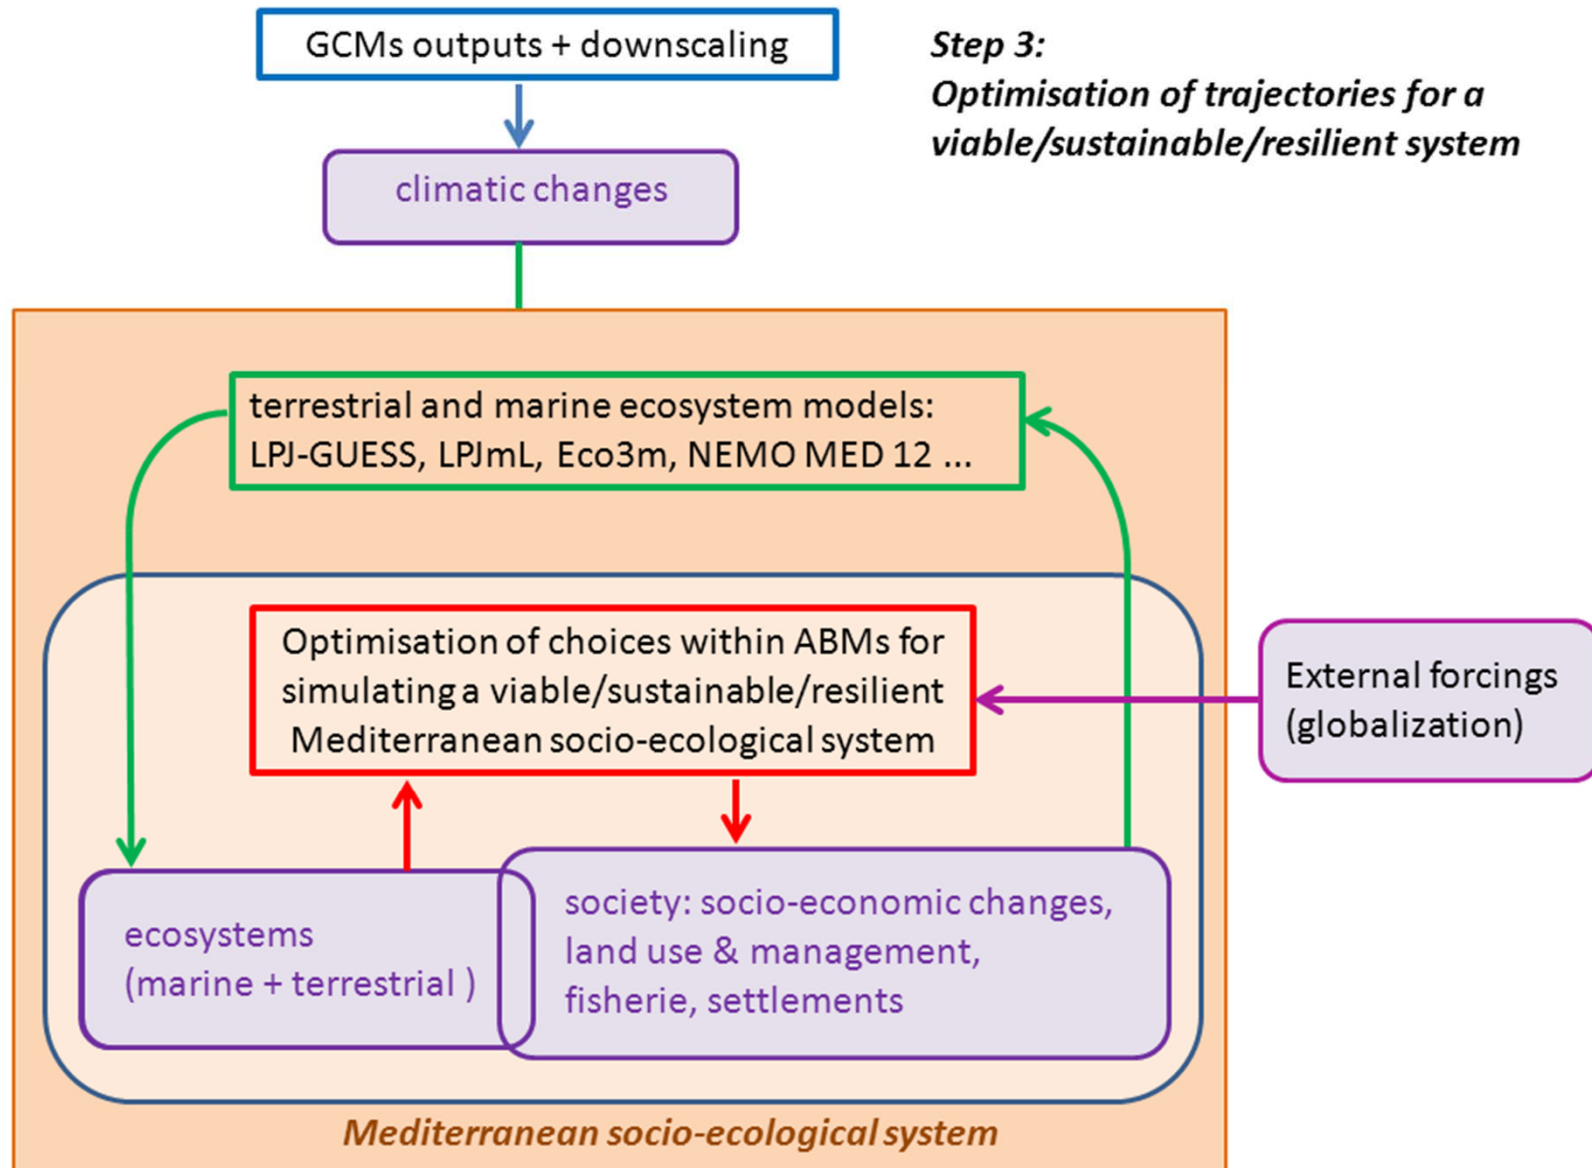 GCMs outputs + downscaling
Step 3:
Optimisation of trajectories for a
viable/sustainable/resilient system
climatic changes
terrestrial and marine ecosystem models:
LPJ-GUESS, LPJmL, Eco3m, NEMO MED 12 ...
Optimisation of choices within ABMs for
simulating a viable/sustainable/resilient
Mediterranean socio-ecological system
External forcings
(globalization)
ecosystems
(marine + terrestrial )
society: socio-economic changes,
land use & management,
fisherie, settlements
Mediterranean socio-ecological system